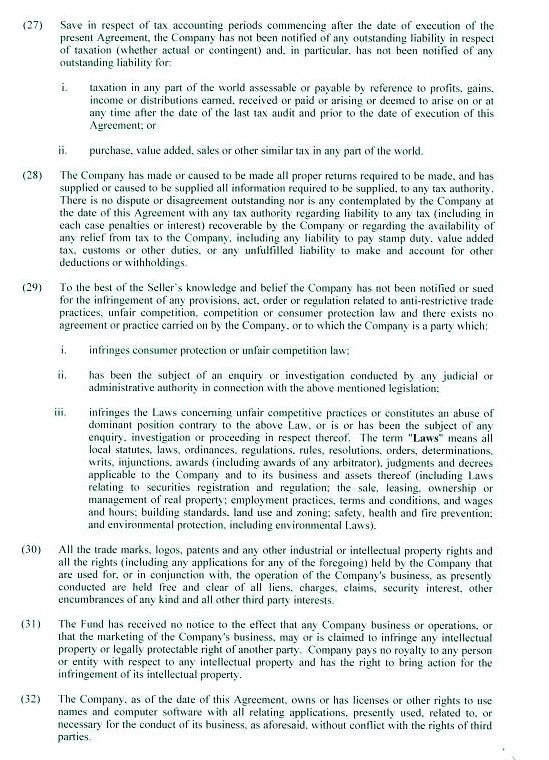 (27) Save in respect of tax accounting periods commencing after the date of execution of the
present Agreement, the Company has not been notified of any outstanding liability in respect
of taxation (whether actual or contingent) and, in particular, has not been notified of any
outstanding liability for:
i. taxation in any part of the world assessable or payable by reference to profits, gains,
income or distributions earned, received or paid or arising or deemed to arise on or at
any time after the date of the last tax audit and prior to the date of execution of this
Agreement; or
ii. purchase, value added, sales or other similar tax in any part of the world.
(28) The Company has made or caused to be made all proper returns required to be made, and has
supplied or caused to be supplied all information required to be supplied, to any tax authority.
There is no dispute or disagreement outstanding nor is any contemplated by the Company at
the date of this Agreement with any tax authority regarding liability to any tax (including in
each case penalties or interest) recoverable by the Company or regarding the availability of
any relief from tax to the Company, including any liability to pay stamp duty, value added
tax, customs or other duties, or any unfulfilled liability to make and account for other
deductions or withholdings.
(29) To the best of the Seller's knowledge and belief the Company has not been notified or sued
for the infringement of any provisions, act, order or regulation related to anti-restrictive trade
practices, unfair competition, competition or consumer protection law and there exists no
agreement or practice carried on by the Company, or to which the Company is a party which:
i. infringes consumer protection or unfair competition law;
ii. has been the subject of an enquiry or investigation conducted by any judicial or
administrative authority in connection with the above mentioned legislation;
iii. infringes the Laws concerning unfair competitive practices or constitutes an abuse of
dominant position contrary to the above Law, or is or has been the subject of any
enquiry, investigation or proceeding in respect thereof. The term "Laws" means all
local statutes, laws, ordinances, regulations, rules, resolutions, orders, determinations,
writs, injunctions, awards (including awards of any arbitrator), judgments and decrees
applicable to the Company and to its business and assets thereof (including Laws
relating to securities registration and regulation; the sale, leasing, ownership or
management of real property; employment practices, terms and conditions, and wages
and hours; building standards, land use and zoning; safety, health and fire prevention;
and environmental protection, including environmental Laws).
(30) All the trade marks, logos, patents and any other industrial or intellectual property rights and
all the rights (including any applications for any of the foregoing) held by the Company that
are used for, or in conjunction with, the operation of the Company's business, as presently
conducted are held free and clear of all liens, charges, claims, security interest, other
encumbrances of any kind and all other third party interests.
(31) The Fund has received no notice to the effect that any Company business or operations, or
that the marketing of the Company's business, may or is claimed to infringe any intellectual
property or legally protectable right of another party. Company pays no royalty to any person
or entity with respect to any intellectual property and has the right to bring action for the
infringement of its intellectual property.
(32) The Company, as of the date of this Agreement, owns or has licenses or other rights to use
names and computer software with all relating applications, presently used, related to, or
necessary for the conduct of its business, as aforesaid, without conflict with the rights of third
parties.